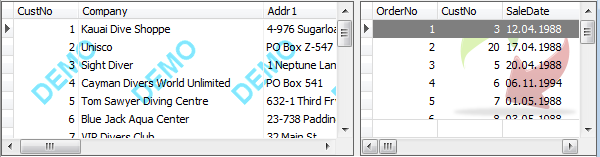 CustNo Company Addr1
1 Kauai Dive Shoppe 4-976 Sugarloa
2 Unisco PO Box Z-547
3 Sight Diver 1 Neptune Lan
4 Cayman Divers World Unlimited PO Box 541
5 Tom Sawyer Diving Centre 632-1 Third Fr
6 Blue Jack Aqua Center 23-738 Paddin
7 VIP Divers Club 32 Main St.
DEMO DEMO DEMO
OrderNo CustNo SaleDate
1 3 12.04.1988
2 20 17.04.1988
3 5 20.04.1988
4 6 06.11.1994
5 7 01.05.1988
6 8 03.05.1988